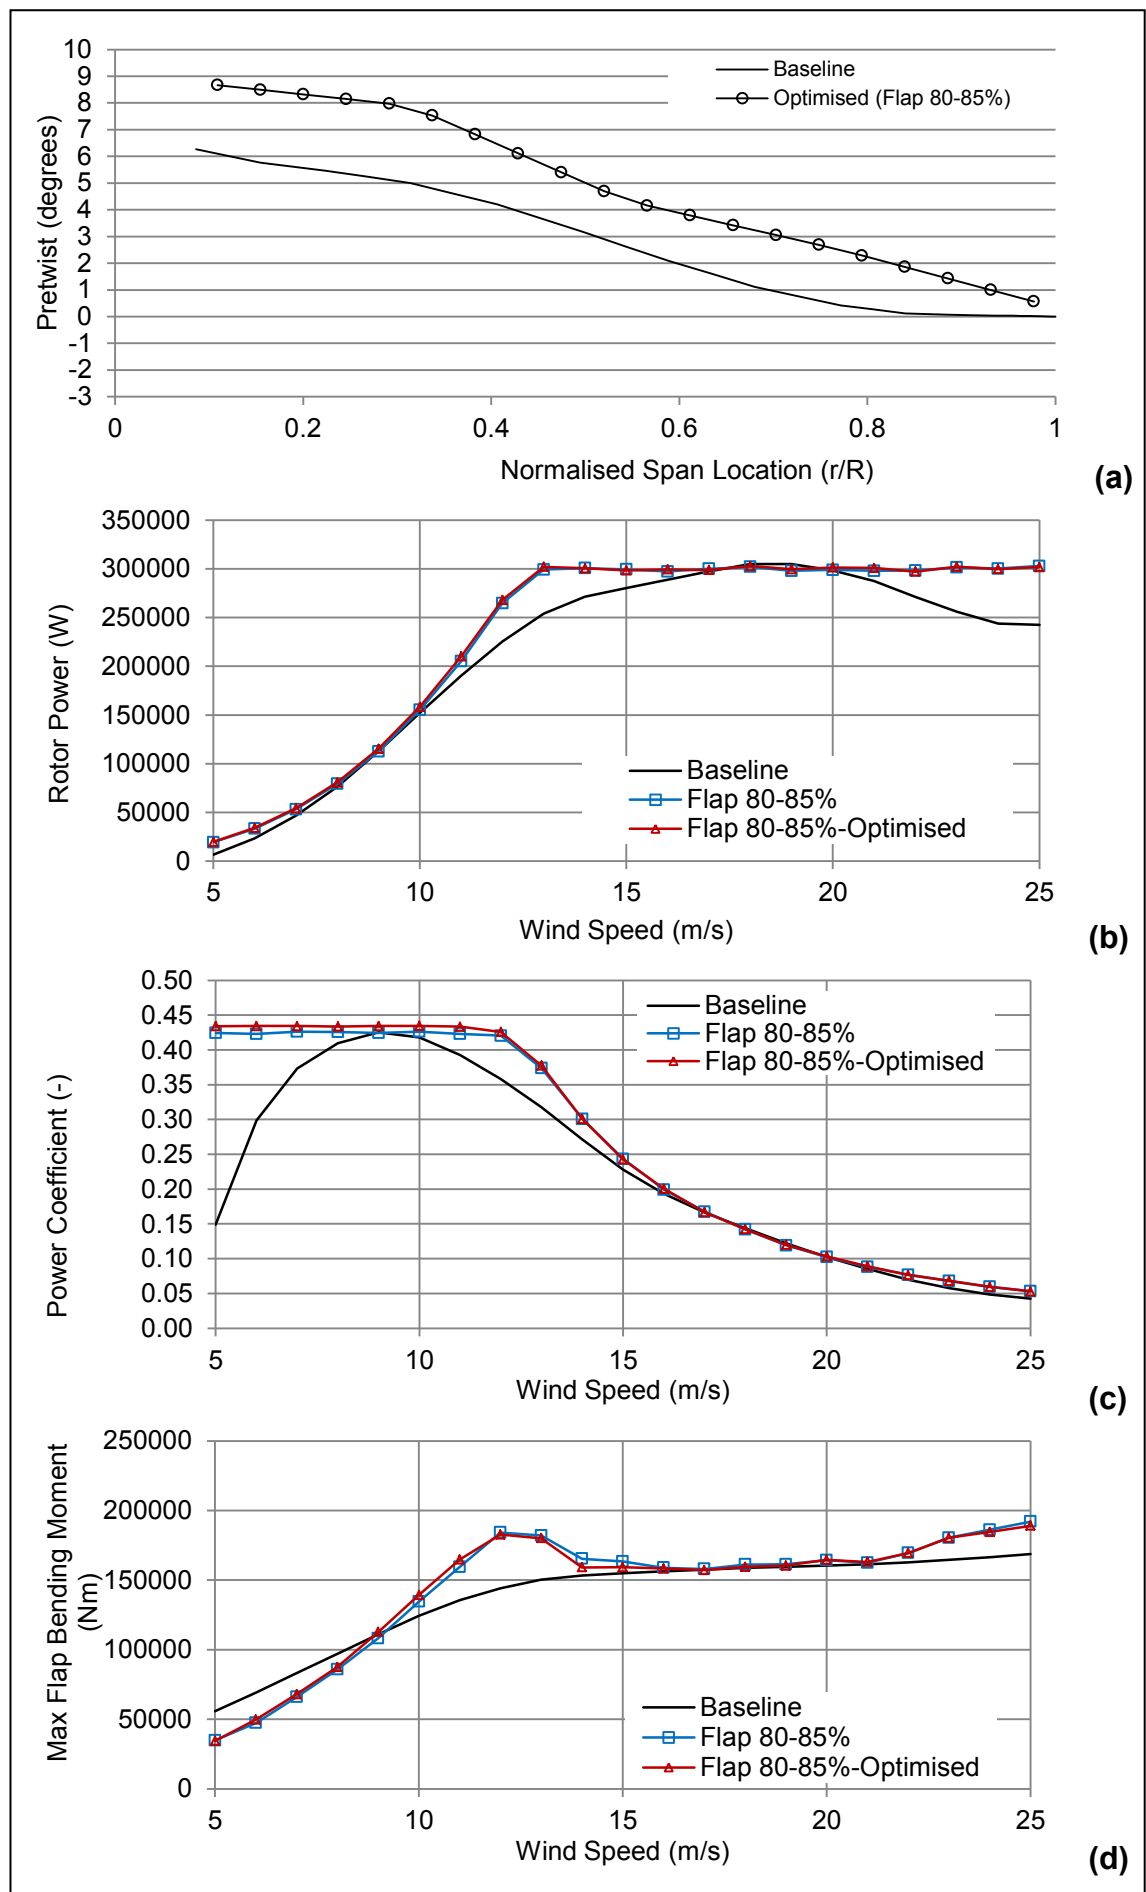 10
9
8
7
6
5
4
3
2
1
0
-1
-2
-3
Pretwist (degrees)
Baseline
Optimised (Flap 80-85%)
0 0.2 0.4 0.6 0.8 1
Normalised Span Location (r/R)
(a)
350000
300000
250000
200000
150000
100000
50000
0
Rotor Power (W)
Baseline
Flap 80-85%
Flap 80-85%-Optimised
5 10 15 20 25
Wind Speed (m/s)
(b)
0.50
0.45
0.40
0.35
0.30
0.25
0.20
0.15
0.10
0.05
0.00
Power Coefficient (-)
Baseline
Flap 80-85%
Flap 80-85%-Optimised
5 10 15 20 25
Wind Speed (m/s)
(c)
250000
200000
150000
100000
50000
0
Max Flap Bending Moment
(Nm)
Baseline
Flap 80-85%
Flap 80-85%-Optimised
5 10 15 20 25
Wind Speed (m/s)
(d)